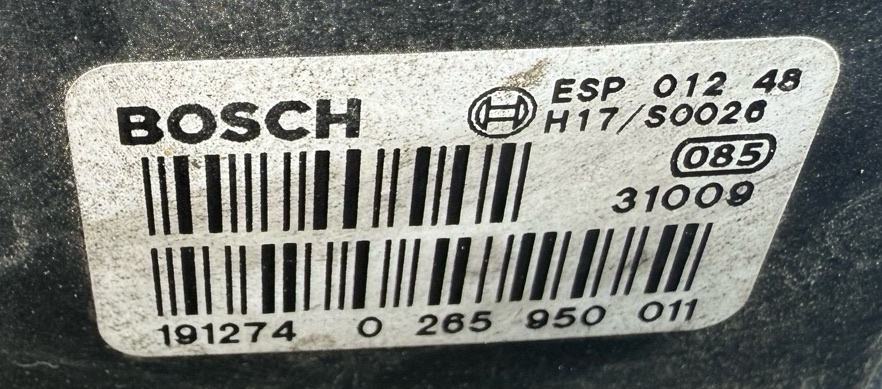 BOSCH
ESP 012 48
H17/S0026
085
31009
191274 0 265 950 011